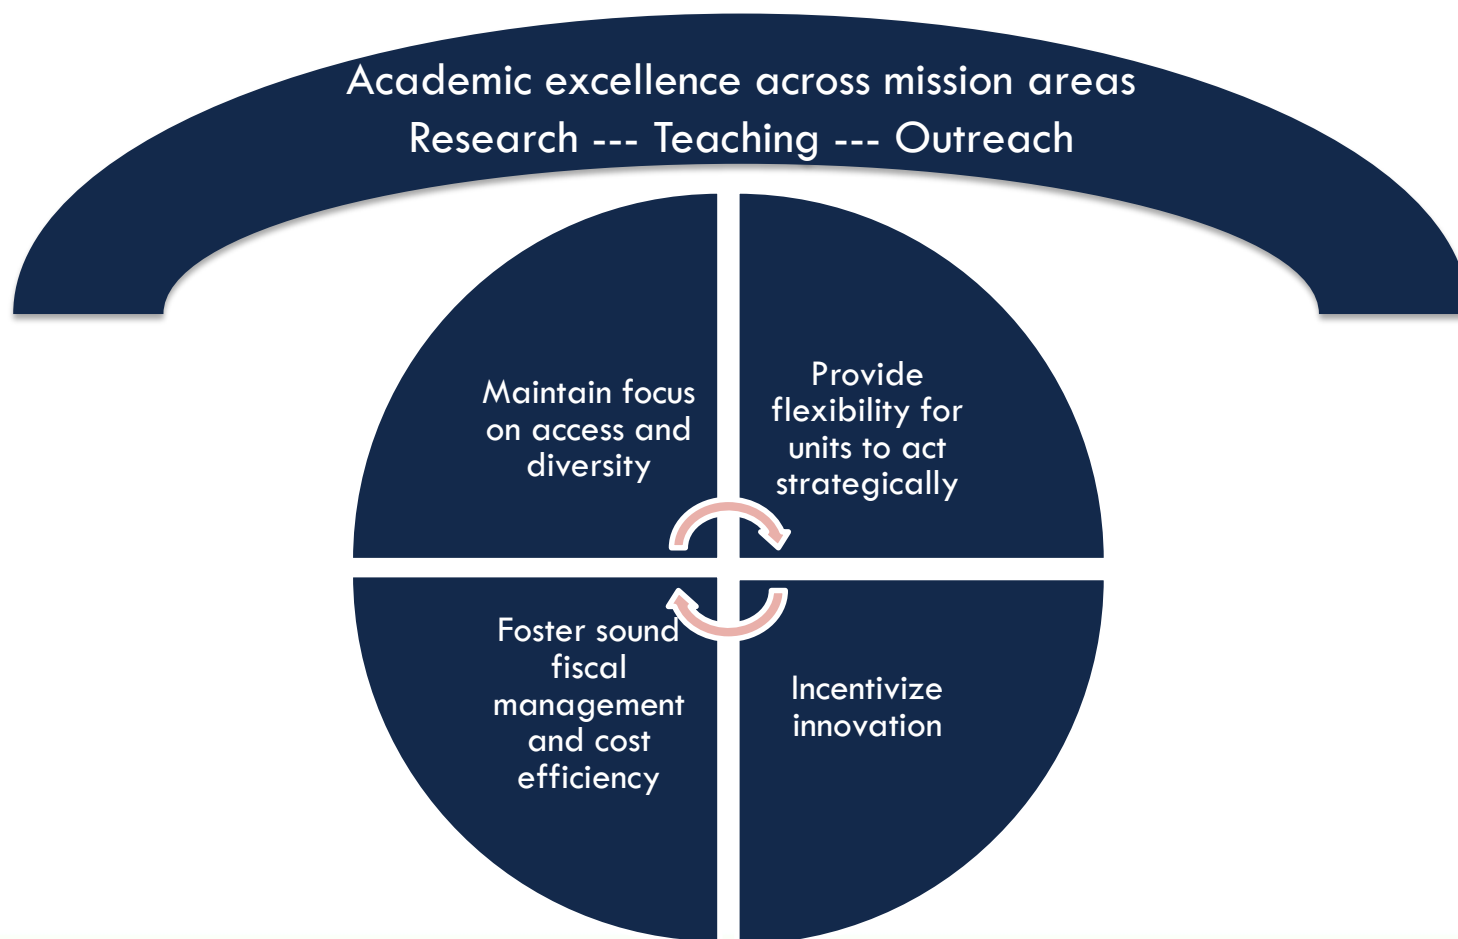 Academic excellence across mission areas
Research --- Teaching --- Outreach
Maintain focus
on access and
diversity
Provide
flexibility for
units to act
strategically
Foster sound
fiscal
management
and cost
efficiency
Incentivize
innovation